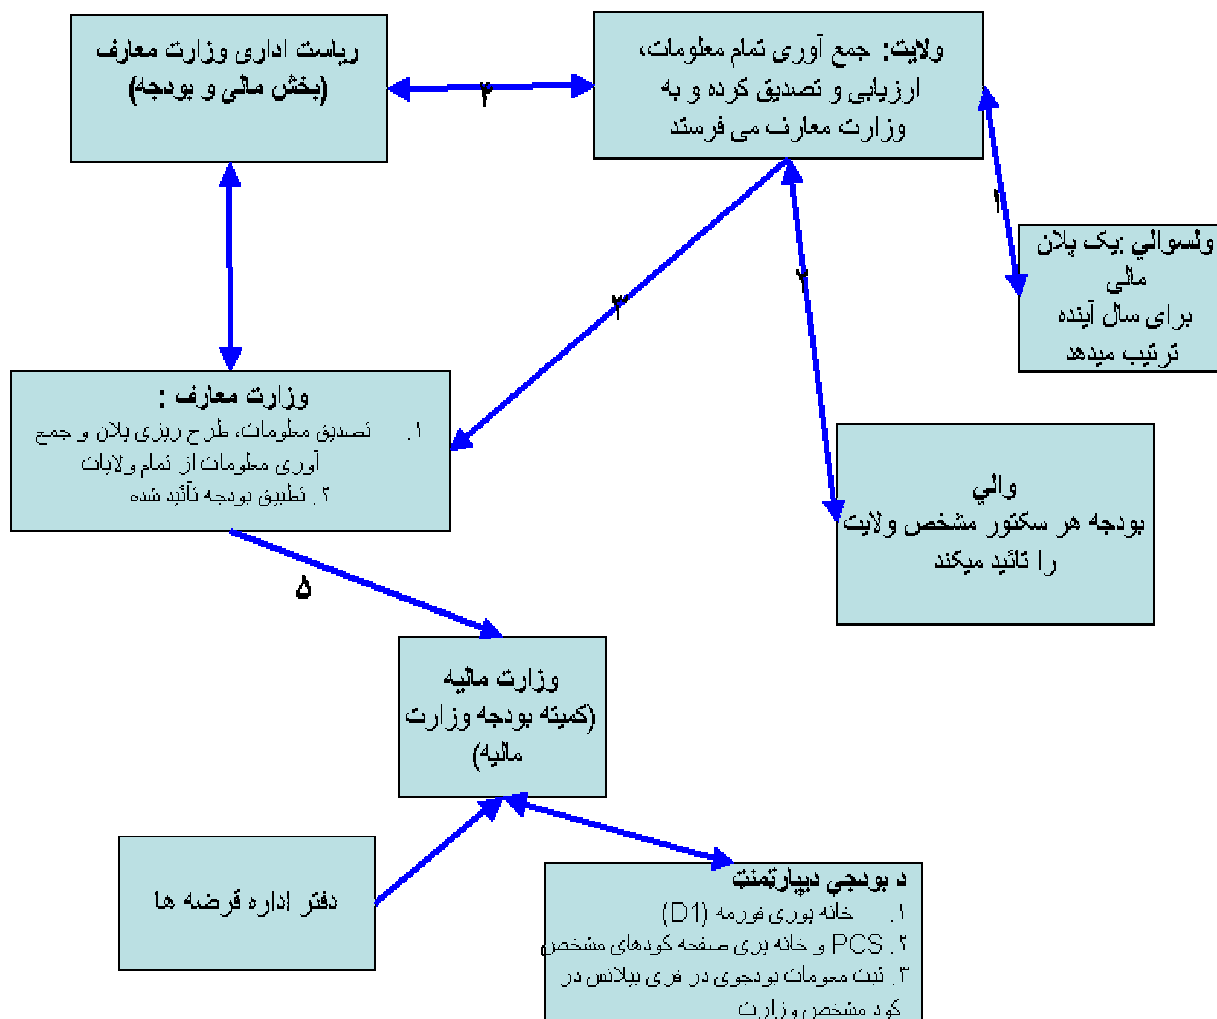 ریاست اداری وزارت معارف
(بخش مالی و بودجه)
ولایت: جمع آوری تمام معلومات،
ارزیابی و تصدیق کرده و به
وزارت معارف می فرستد
۴
۱
ولسوالي :یک پلان
مالی
برای سال آینده
ترتیب میدهد
۲
۳
وزارت معارف :
۱. تصدیق معلومات، طرح ریزی پلان و جمع
آوری معلومات از تمام ولایات
۲. تطبیق بودجه تائید شده
والي
بودجه هر سکتور مشخص ولایت
را تائید میکند
۵
وزارت مالیه
(کمیته بودجه وزارت
مالیه)
دفتر اداره قرضه ها
د بودجي ډیپارټمنټ
۱. خانه پوری فورمه (D1)
۲. PCS و خانه پری صفحه کودهای مشخص
۳. ثبت معومات بودجوی در فری بیلانس در
کود مشخص وزارت